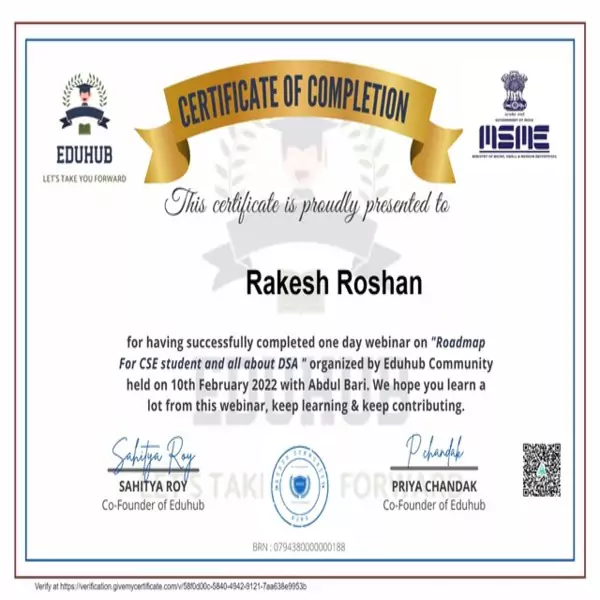 CERTIFICATE OF COMPLETION
EDUHUB
LET'S TAKE YOU FORWARD
GOVERNMENT OF INDIA
MSME
MINISTRY OF MICRO, SMALL & MEDIUM ENTERPRISES
This certificate is proudly presented to
Rakesh Roshan
for having successfully completed one day webinar on "Roadmap
For CSE student and all about DSA " organized by Eduhub Community
held on 10th February 2022 with Abdul Bari. We hope you learn a
lot from this webinar, keep learning & keep contributing.
EDUHUB
LET'S TAKE FORWARD
Sahitya Roy
P chandak
SAHITYA ROY
Co-Founder of Eduhub
PRIYA CHANDAK
Co-Founder of Eduhub
BRN : 0794380000000188
Verify at https://verification.givemycertificate.com/v/58f0d00c-5840-4942-9121-7aa638e9953b